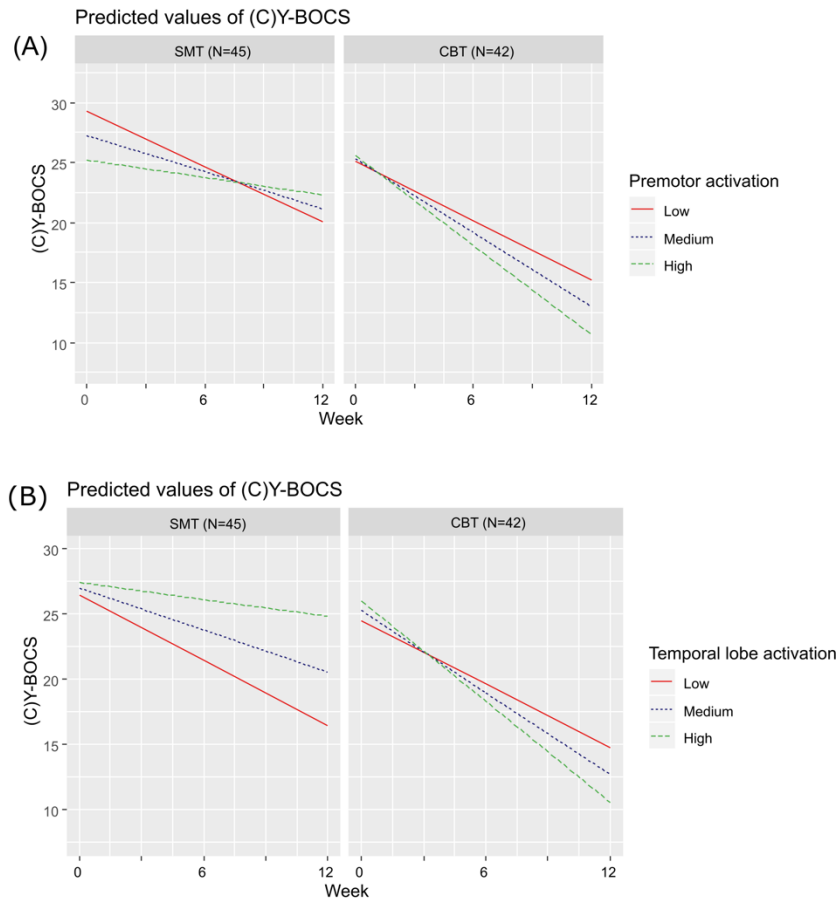 Predicted values of (C)Y-BOCS
(A)
SMT (N=45)
CBT (N=42)
30
25
20
15
10
(C)Y-BOCS
0
6
12
0
6
12
Week
Premotor activation
Low
Medium
High
(B)
Predicted values of (C)Y-BOCS
SMT (N=45)
CBT (N=42)
30
25
20
15
10
(C)Y-BOCS
0
6
12
0
6
12
Week
Temporal lobe activation
Low
Medium
High